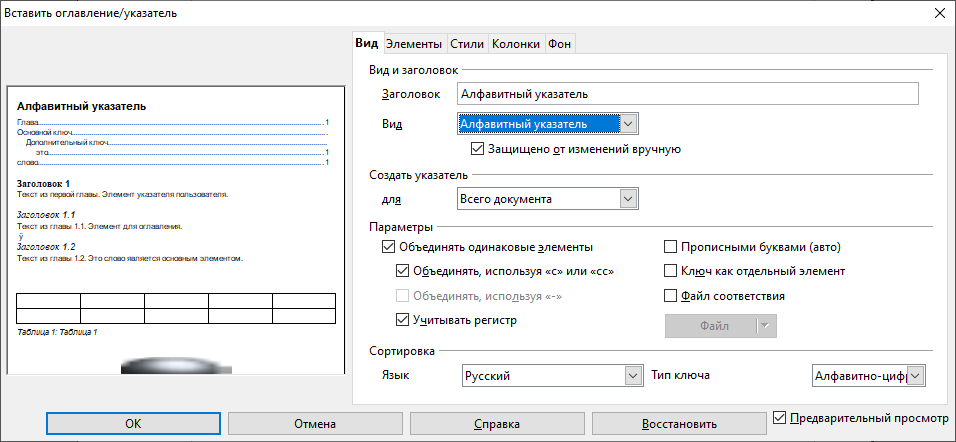 Вставить оглавление/указатель
Алфавитный указатель
Глава 1
Основной ключ
Дополнительный ключ
это 1
слово 1
Заголовок 1
Текст из первой главы. Элемент указателя пользователя.
Заголовок 1.1
Текст из главы 1.1. Элемент для оглавления.
ÿ
Заголовок 1.2
Текст из главы 1.2. Это слово является основным элементом.
Таблица 1: Таблица 1
Вид Элементы Стили Колонки Фон
Вид и заголовок
Заголовок Алфавитный указатель
Вид Алфавитный указатель
Защищено от изменений вручную
Создать указатель
для Всего документа
Параметры
Объединять одинаковые элементы Прописными буквами (авто)
Объединять, используя «с» или «сс» Ключ как отдельный элемент
Объединять, используя «-» Файл соответствия
Учитывать регистр Файл
Сортировка
Язык Русский Тип ключа Алфавитно-цифр
ОК Отмена Справка Восстановить Предварительный просмотр